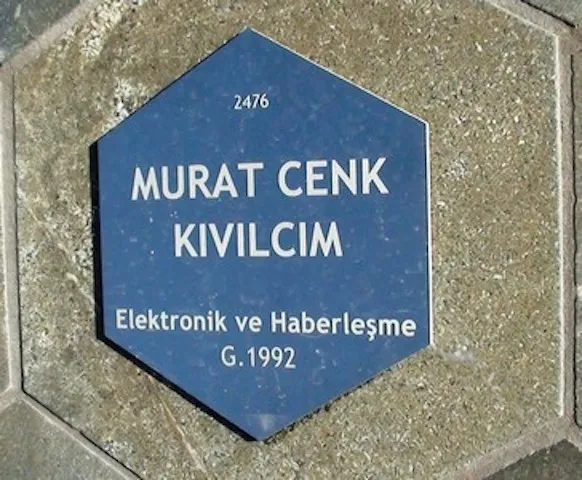 2476
MURAT CENK
KIVILCIM
Elektronik ve Haberleşme
G.1992